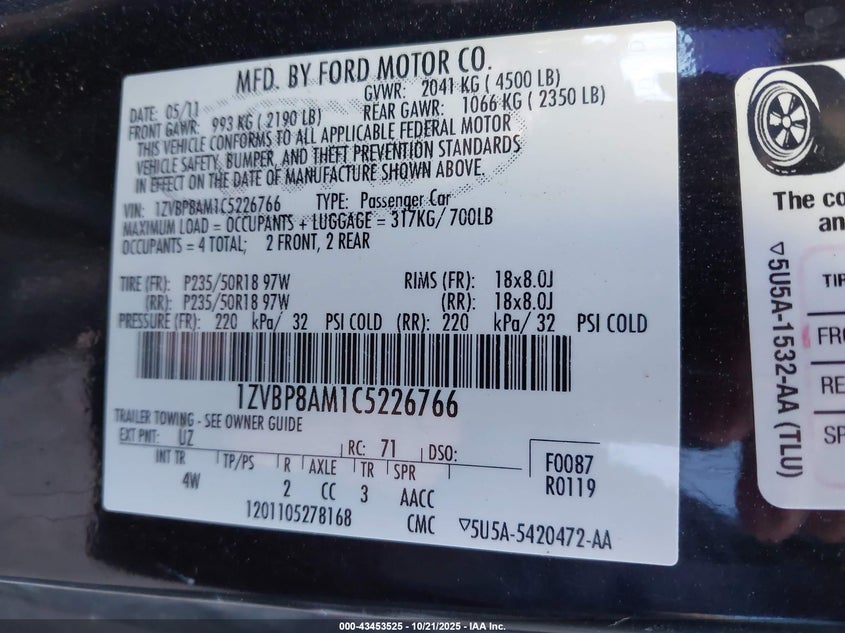 MFD. BY FORD MOTOR CO.
DATE: 05/11 GVWR: 2041 KG ( 4500 LB)
FRONT GAWR: 993 KG ( 2190 LB) REAR GAWR: 1066 KG ( 2350 LB)
THIS VEHICLE CONFORMS TO ALL APPLICABLE FEDERAL MOTOR
VEHICLE SAFETY, BUMPER, AND THEFT PREVENTION STANDARDS
IN EFFECT ON THE DATE OF MANUFACTURE SHOWN ABOVE.
VIN: 1ZVBP8AM1C5226766 TYPE: Passenger Car
MAXIMUM LOAD = OCCUPANTS + LUGGAGE = 317KG/ 700LB
OCCUPANTS = 4 TOTAL; 2 FRONT, 2 REAR
TIRE (FR): P235/50R18 97W RIMS (FR): 18x8.0J
(RR): P235/50R18 97W (RR): 18x8.0J
PRESSURE (FR): 220 kPa/ 32 PSI COLD (RR): 220 kPa/ 32 PSI COLD
1ZVBP8AM1C5226766
TRAILER TOWING - SEE OWNER GUIDE
EXT PNT: UZ RC: 71 DSO:
INT TR TP/PS R AXLE TR SPR F0087
4W 2 CC 3 AACC R0119
1201105278168 CMC ▽5U5A-5420472-AA
The co
an
▽5U5A-1532-AA (TLU)
TIR
FRO
RE
SP
000-43453525 - 10/21/2025 - IAA Inc.